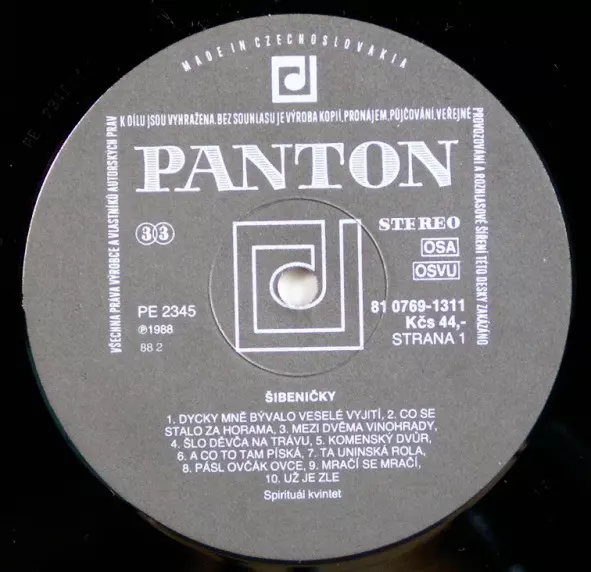 MADE IN CZECHOSLOVAKIA
VŠECHNA PRÁVA VÝROBCE A VLASTNÍKŮ AUTORSKÝCH PRÁV
K DÍLU JSOU VYHRAŽENA. BEZ SOUHLASU JE VÝROBA KOPIÍ, PRONÁJEM, PŮJČOVÁNÍ, VEŘEJNÉ
PROVOZOVÁNÍ A ROZHLASOVÉ ŠÍŘENÍ TÉTO DESKY ZAKÁZÁNO
PANTON
33
STEREO
OSA
OSVU
PE 2345
℗1988
88 2
81 0769-1311
Kčs 44,-
STRANA 1
ŠIBENIČKY
1. DYCKY MNĚ BÝVALO VESELÉ VYJITÍ, 2. CO SE
STALO ZA HORAMA, 3. MEZI DVĚMA VINOHRADY,
4. ŠLO DĚVČA NA TRÁVU, 5. KOMENSKÝ DVŮR,
6. A CO TO TAM PÍSKÁ, 7. TA UNINSKÁ ROLA,
8. PÁSL OVČÁK OVCE, 9. MRAČÍ SE MRAČÍ,
10. UŽ JE ZLE
Spirituál kvintet